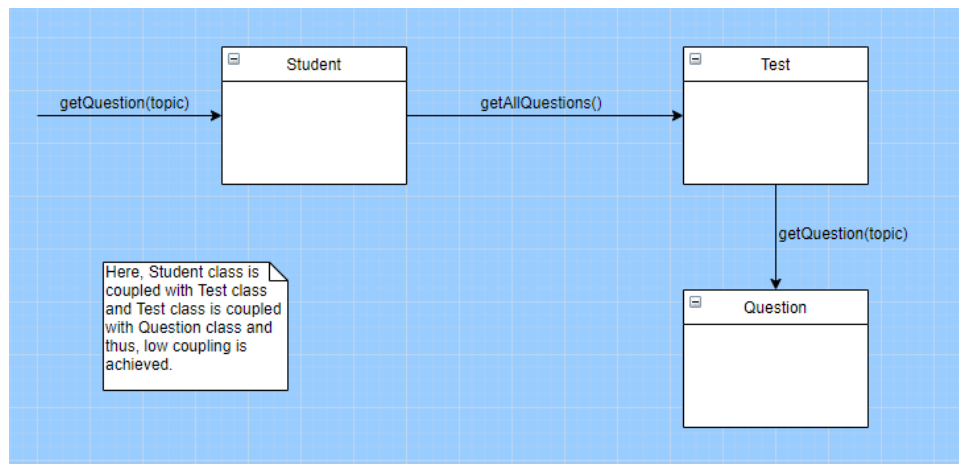 Student
Test
getQuestion(topic)
getAllQuestions()
getQuestion(topic)
Here, Student class is
coupled with Test class
and Test class is coupled
with Question class and
thus, low coupling is
achieved.
Question